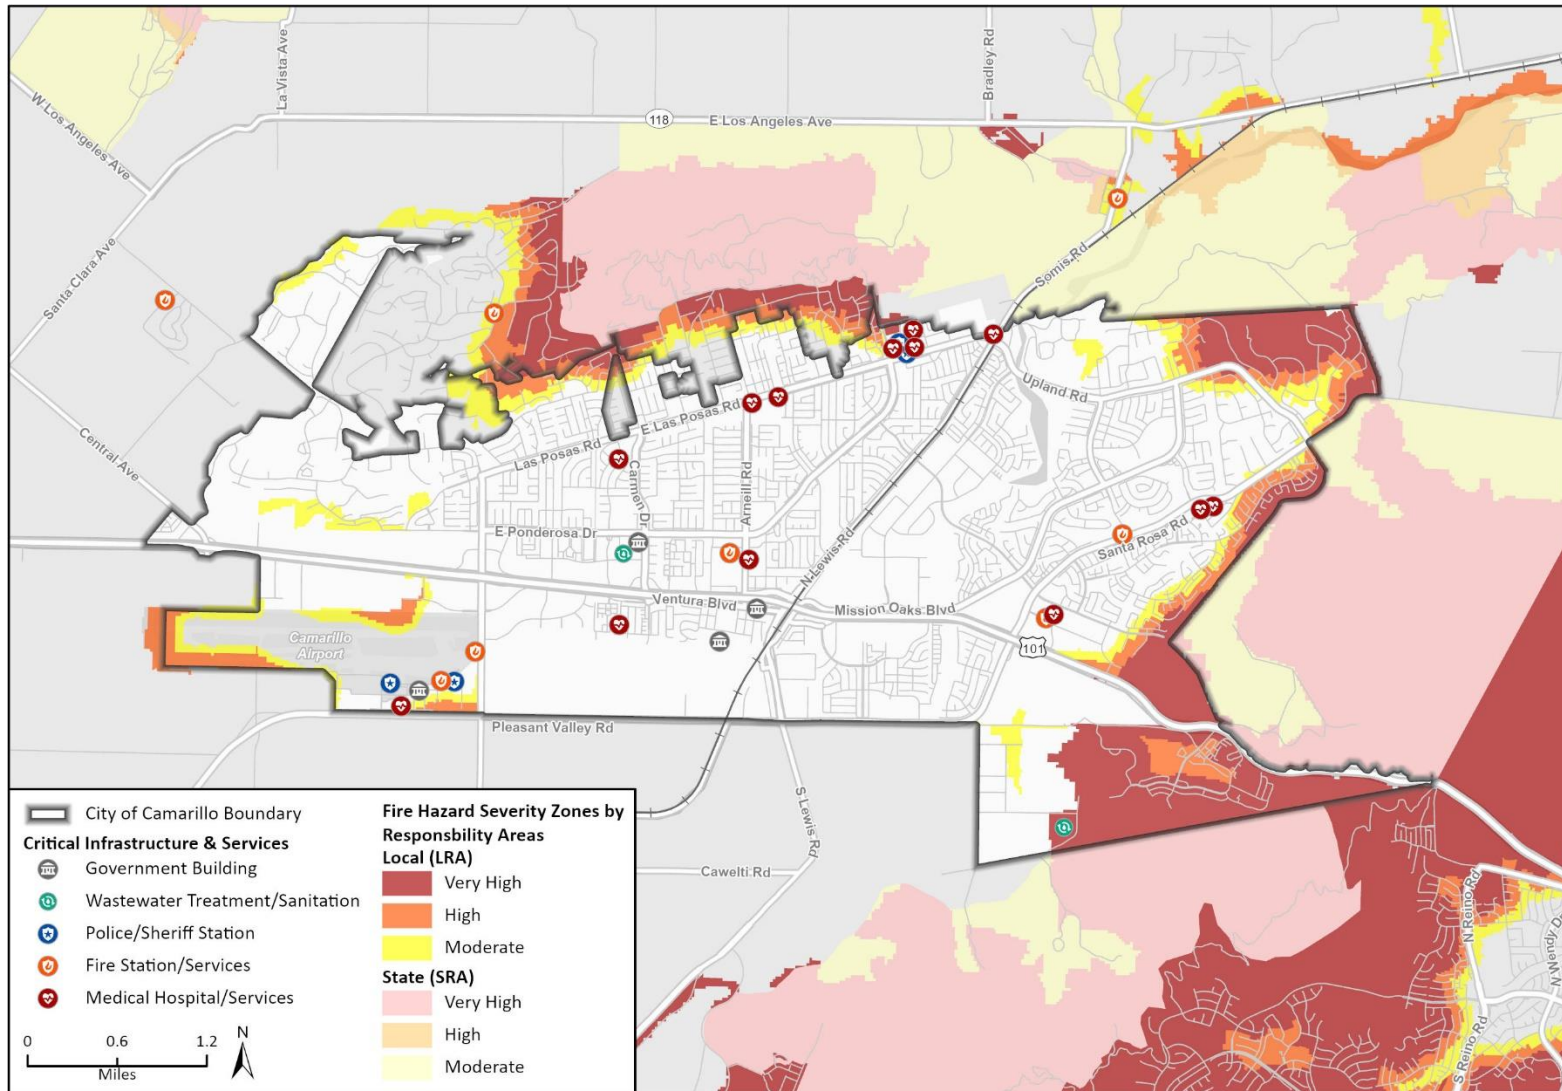 La Vista Ave
Bradley Rd
W Los Angeles Ave
118
E Los Angeles Ave
Santa Clara Ave
Somis Rd
Central Ave
Upland Rd
E Las Posas Rd
Las Posas Rd
Carmen Dr
Arneill Rd
E Ponderosa Dr
N Lewis Rd
Santa Rosa Rd
Ventura Blvd
Mission Oaks Blvd
Camarillo
Airport
101
Pleasant Valley Rd
S Lewis Rd
Cawelti Rd
N Reino Rd
N Wendy D
S Reino Rd
City of Camarillo Boundary
Critical Infrastructure & Services
Government Building
Wastewater Treatment/Sanitation
Police/Sheriff Station
Fire Station/Services
Medical Hospital/Services
0 0.6 1.2
Miles
N
Fire Hazard Severity Zones by
Responsbility Areas
Local (LRA)
Very High
High
Moderate
State (SRA)
Very High
High
Moderate